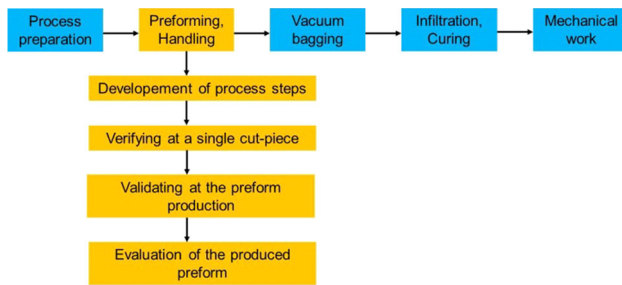 Process
preparation
Preforming,
Handling
Vacuum
bagging
Infiltration,
Curing
Mechanical
work
Developement of process steps
Verifying at a single cut-piece
Validating at the preform
production
Evaluation of the produced
preform